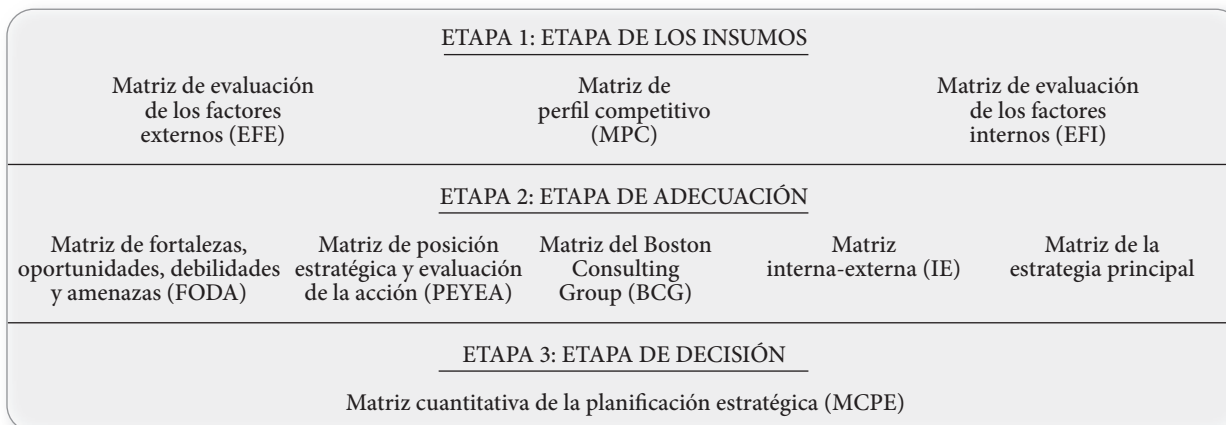 ETAPA 1: ETAPA DE LOS INSUMOS
Matriz de evaluación
de los factores
externos (EFE)
Matriz de
perfil competitivo
(MPC)
Matriz de evaluación
de los factores
internos (EFI)
ETAPA 2: ETAPA DE ADECUACIÓN
Matriz de fortalezas,
oportunidades, debilidades
y amenazas (FODA)
Matriz de posición
estratégica y evaluación
de la acción (PEYEA)
Matriz del Boston
Consulting
Group (BCG)
Matriz
interna-externa (IE)
Matriz de la
estrategia principal
ETAPA 3: ETAPA DE DECISIÓN
Matriz cuantitativa de la planificación estratégica (MCPE)